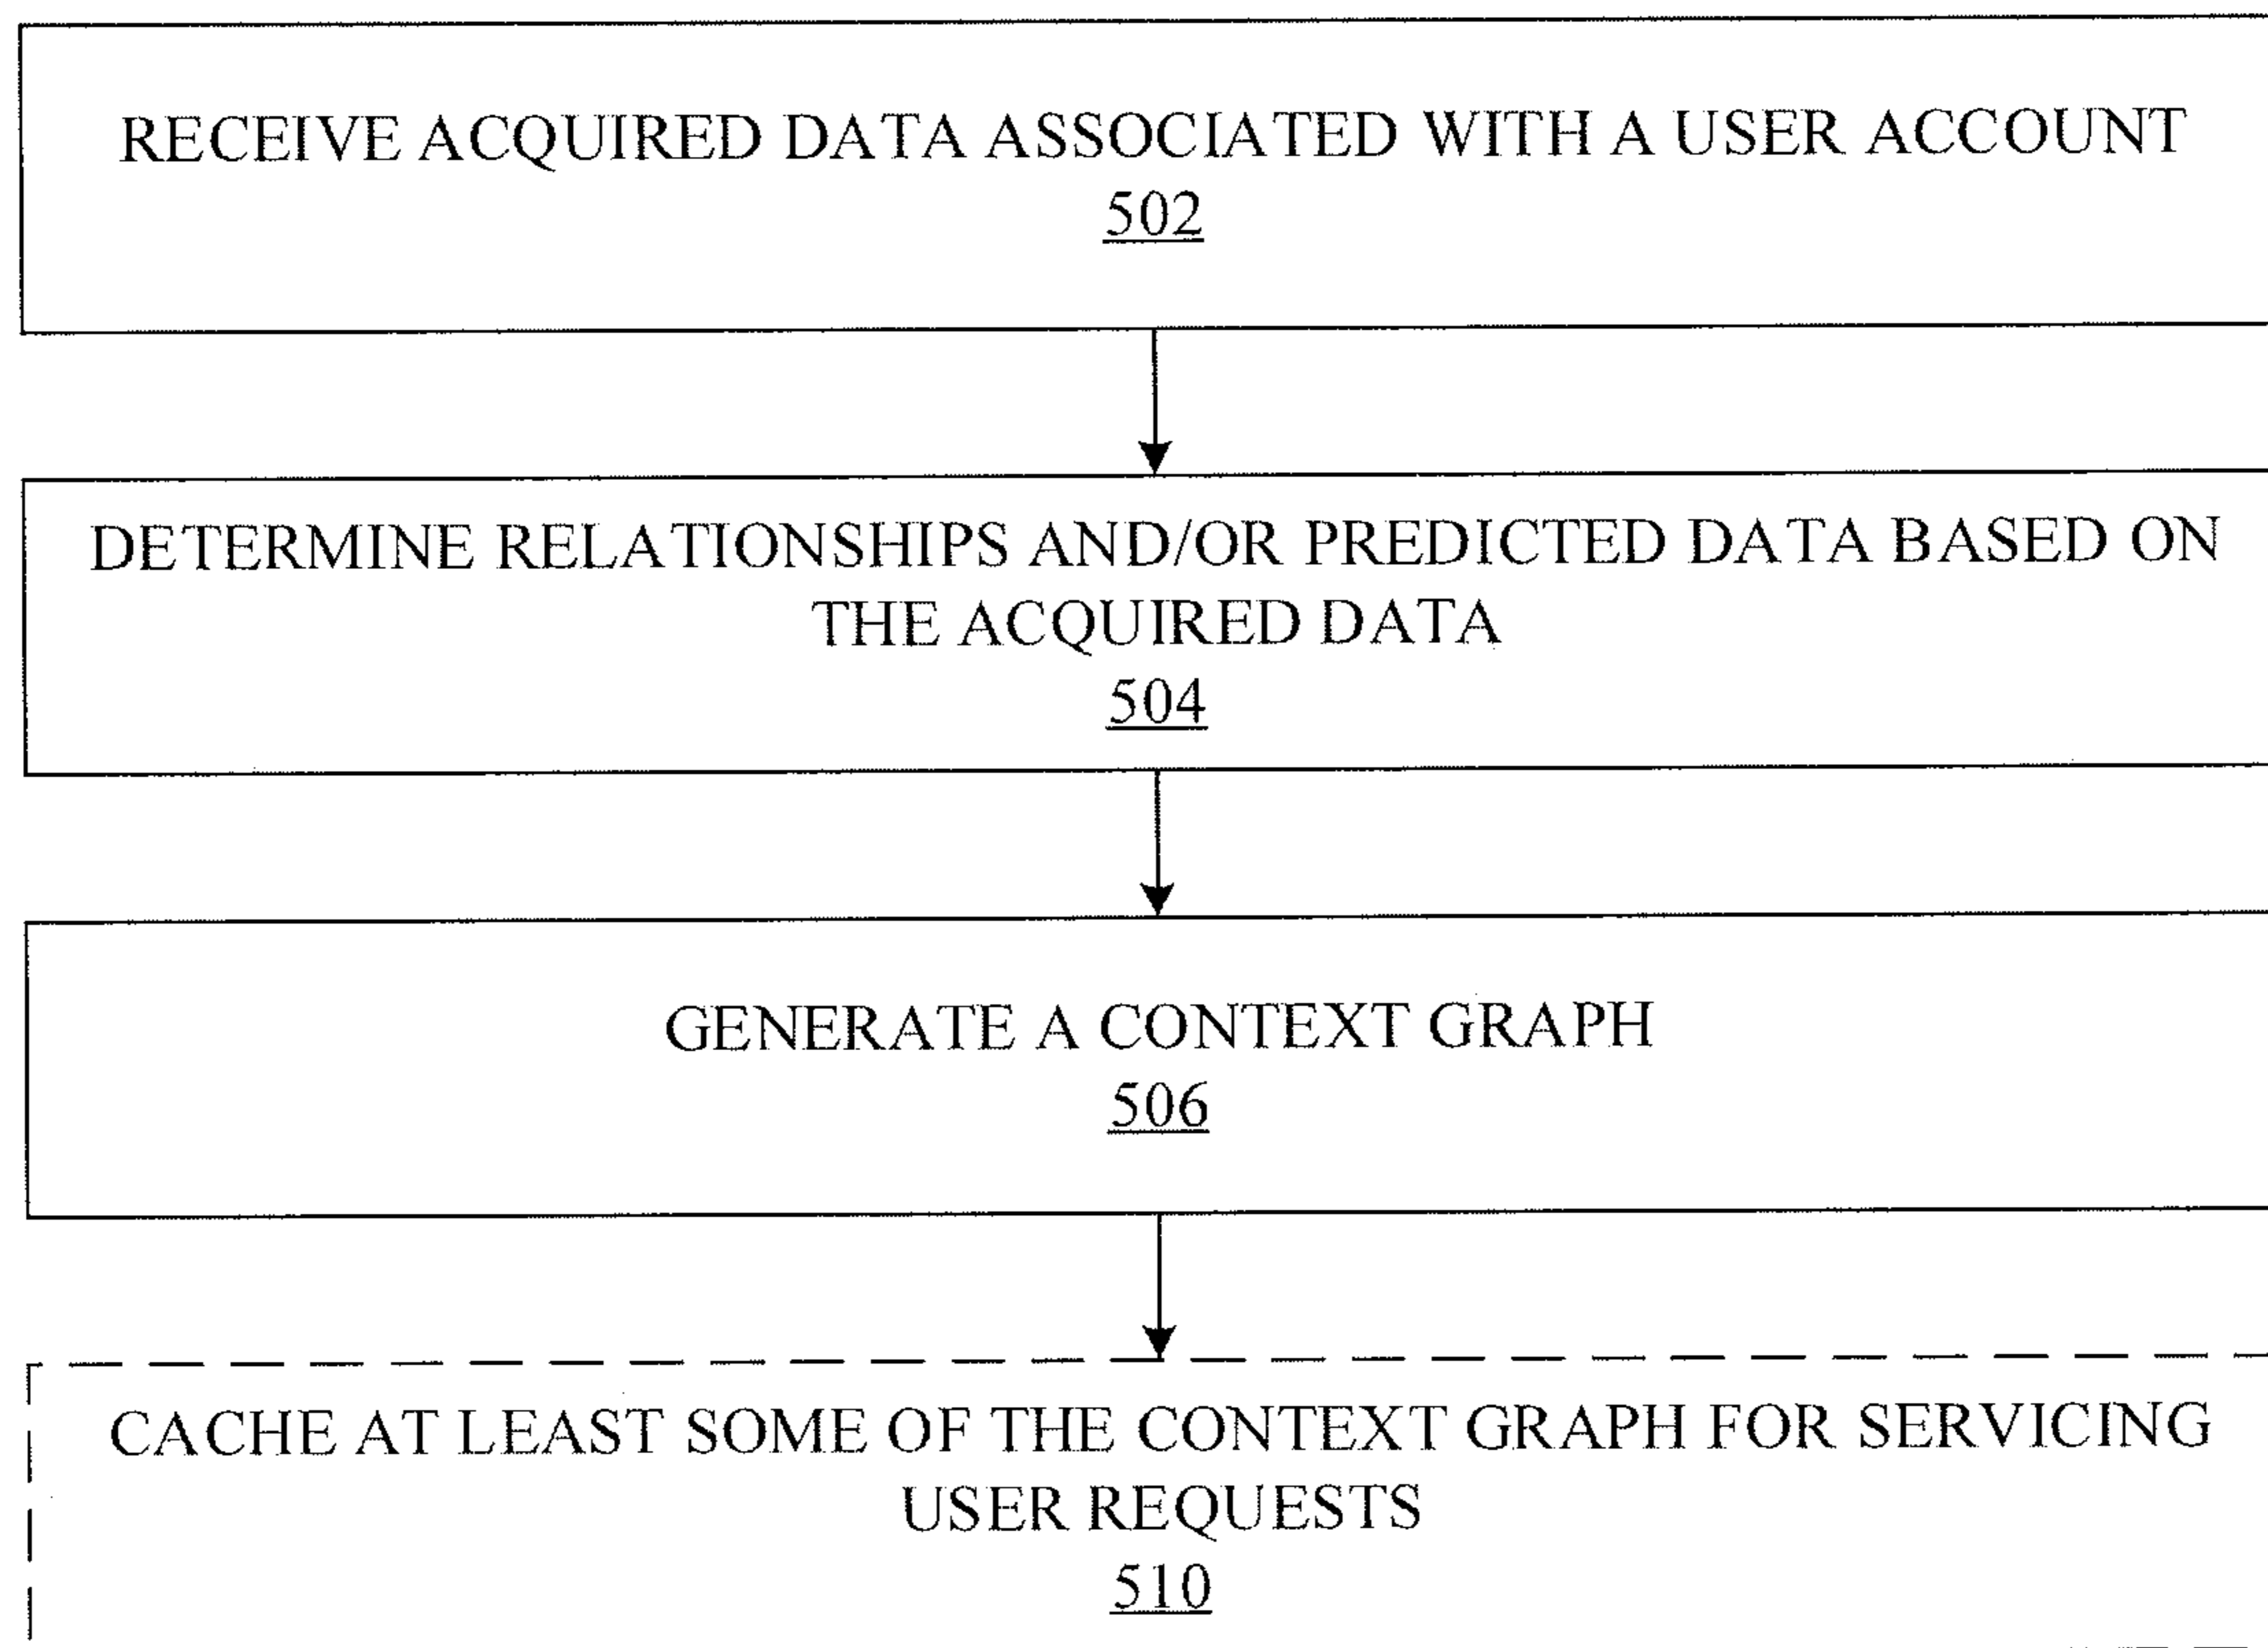 RECEIVE ACQUIRED DATA ASSOCIATED WITH A USER ACCOUNT
502
DETERMINE RELATIONSHIPS AND/OR PREDICTED DATA BASED ON
THE ACQUIRED DATA
504
GENERATE A CONTEXT GRAPH
506
CACHE AT LEAST SOME OF THE CONTEXT GRAPH FOR SERVICING
USER REQUESTS
510